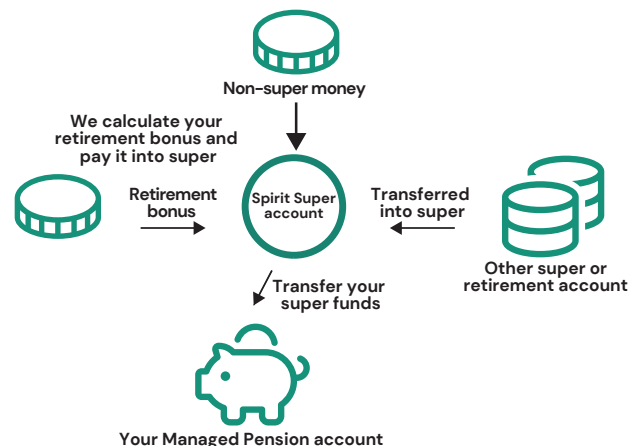 Non-super money
We calculate your
retirement bonus and
pay it into super
Retirement
bonus
Spirit Super
account
Transferred
into super
Other super or
retirement account
Transfer your
super funds
Your Managed Pension account